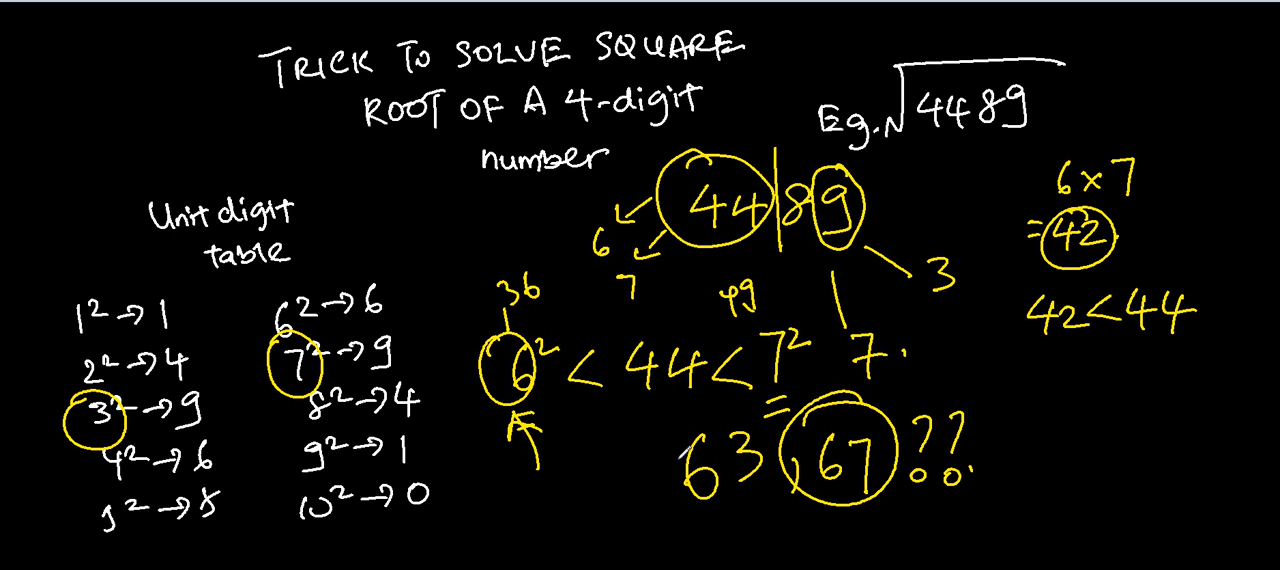 TRICK TO SOLVE SQUARE
ROOT OF A 4-digit
number
Eg. √4489
44|89
6
7
3
7.
6 x 7
= 42
42 < 44
Unit digit
table
1² → 1
2² → 4
3² → 9
4² → 6
5² → 5
6² → 6
7² → 9
8² → 4
9² → 1
10² → 0
36
49
6² < 44 < 7²
=
63, 67 ??